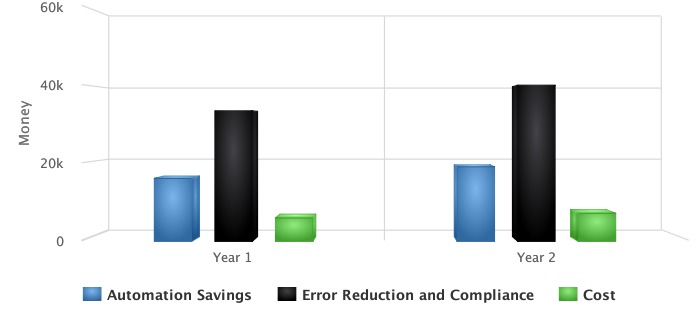 60k
40k
20k
0
Money
Year 1
Year 2
Automation Savings
Error Reduction and Compliance
Cost